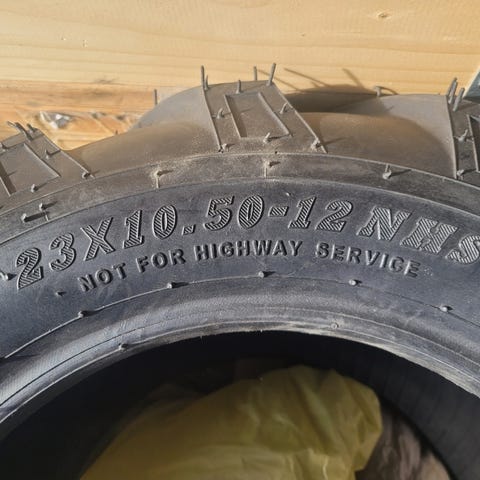 23X10.50-12 NHS
NOT FOR HIGHWAY SERVICE